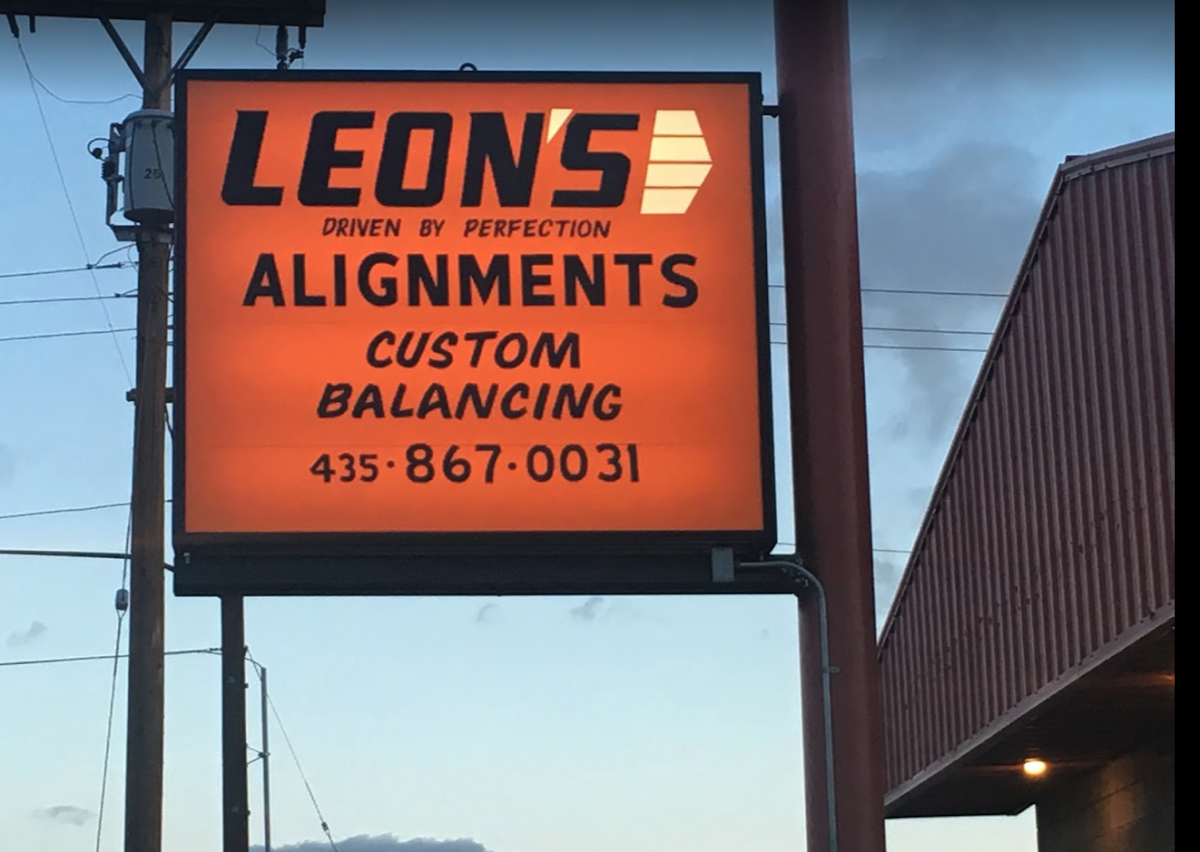 LEON'S
DRIVEN BY PERFECTION
ALIGNMENTS
CUSTOM
BALANCING
435·867·0031